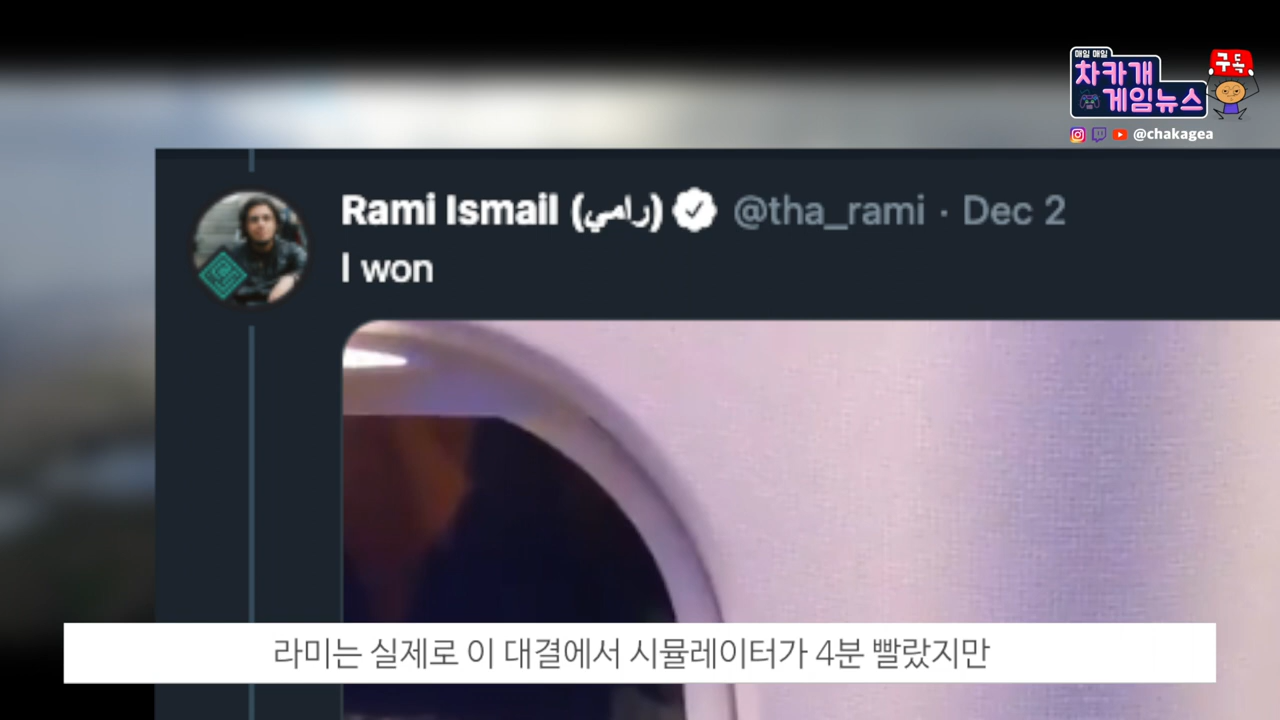 매일 매일
차카개
게임뉴스
구독
@chakagea
Rami Ismail (رامي) @tha_rami · Dec 2
I won
라미는 실제로 이 대결에서 시뮬레이터가 4분 빨랐지만